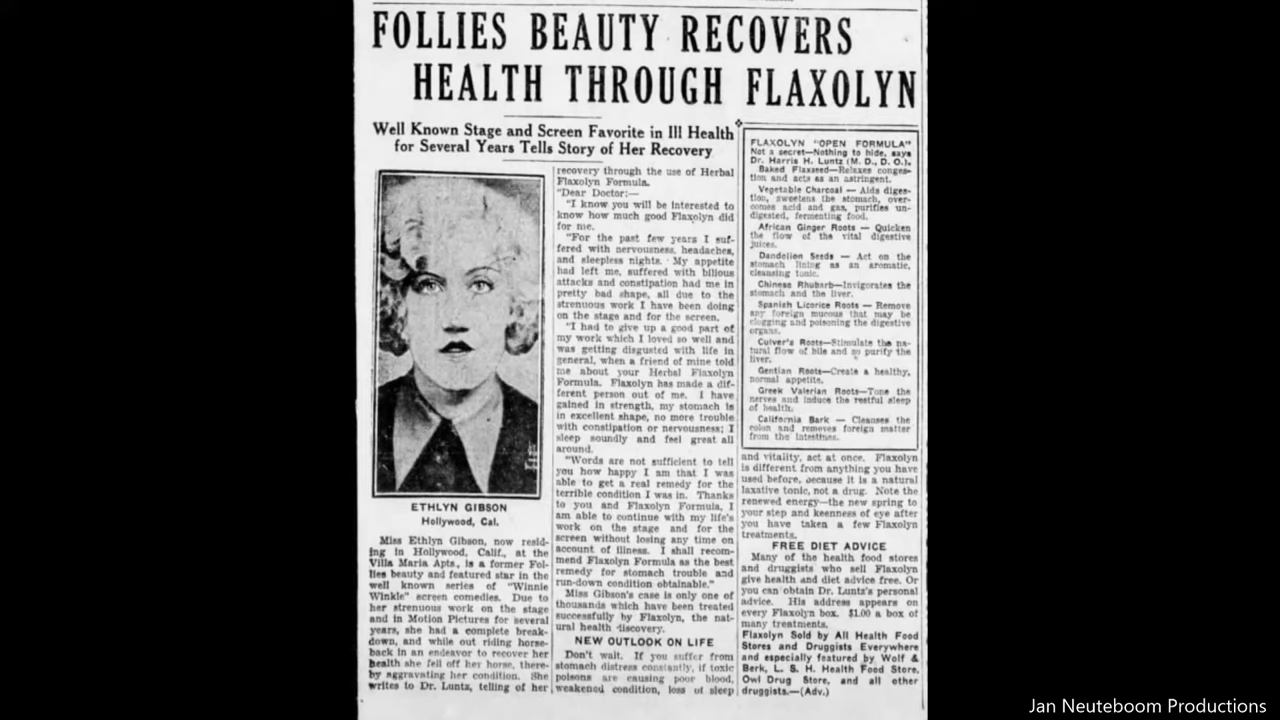 FOLLIES BEAUTY RECOVERS
HEALTH THROUGH FLAXOLYN
Well Known Stage and Screen Favorite in Ill Health
for Several Years Tells Story of Her Recovery
ETHLYN GIBSON
Hollywood, Cal.
Miss Ethlyn Gibson, now resid-
ing in Hollywood, Calif., at the
Villa Maria Apts., is a former Fol-
lies beauty and featured star in the
well known series of "Winnie
Winkle" screen comedies. Due to
her strenuous work on the stage
and in Motion Pictures for several
years, she had a complete break-
down, and while out riding horse-
back in an endeavor to recover her
health she fell off her horse, there-
by aggravating her condition. She
writes to Dr. Luntz, telling of her
recovery through the use of Herbal
Flaxolyn Formula.
"Dear Doctor:—
"I know you will be interested to
know how much good Flaxolyn did
for me.
"For the past few years I suf-
fered with nervousness, headaches,
and sleepless nights. My appetite
had left me, suffered with bilious
attacks and constipation had me in
pretty bad shape, all due to the
strenuous work I have been doing
on the stage and for the screen.
"I had to give up a good part of
my work which I loved so well and
was getting disgusted with life in
general, when a friend of mine told
me about your Herbal Flaxolyn
Formula. Flaxolyn has made a dif-
ferent person out of me. I have
gained in strength, my stomach is
in excellent shape, no more trouble
with constipation or nervousness; I
sleep soundly and feel great all
around.
"Words are not sufficient to tell
you how happy I am that I was
able to get a real remedy for the
terrible condition I was in. Thanks
to you and Flaxolyn Formula, I
am able to continue with my life's
work on the stage and for the
screen without losing any time on
account of illness. I shall recom-
mend Flaxolyn Formula as the best
remedy for stomach trouble and
run-down condition obtainable."
Miss Gibson's case is only one of
thousands which have been treated
successfully by Flaxolyn, the nat-
ural health discovery.
NEW OUTLOOK ON LIFE
Don't wait. If you suffer from
stomach distress constantly, if toxic
poisons are causing poor blood,
weakened condition, loss of sleep
FLAXOLYN "OPEN FORMULA"
Not a secret—Nothing to hide, says
Dr. Harris H. Luntz (M. D., D. O.).
Baked Flaxseed—Relaxes conges-
tion and acts as an astringent.
Vegetable Charcoal — Aids diges-
tion, sweetens the stomach, over-
comes acid and gas, purifies un-
digested, fermenting food.
African Ginger Roots — Quicken
the flow of the vital digestive
juices.
Dandelion Seeds — Act on the
stomach lining as an aromatic,
cleansing tonic.
Chinese Rhubarb—Invigorates the
stomach and the liver.
Spanish Licorice Roots — Remove
any foreign mucous that may be
clogging and poisoning the digestive
organs.
Culver's Roots—Stimulate the na-
tural flow of bile and so purify the
liver.
Gentian Roots—Create a healthy,
normal appetite.
Greek Valerian Roots—Tone the
nerves and induce the restful sleep
of health.
California Bark — Cleanses the
colon and removes foreign matter
from the intestines.
and vitality, act at once. Flaxolyn
is different from anything you have
used before, because it is a natural
laxative tonic, not a drug. Note the
renewed energy—the new spring to
your step and keenness of eye after
you have taken a few Flaxolyn
treatments.
FREE DIET ADVICE
Many of the health food stores
and druggists who sell Flaxolyn
give health and diet advice free. Or
you can obtain Dr. Luntz's personal
advice. His address appears on
every Flaxolyn box. $1.00 a box of
many treatments.
Flaxolyn Sold by All Health Food
Stores and Druggists Everywhere
and especially featured by Wolf &
Berk, L. S. H. Health Food Store,
Owl Drug Store, and all other
druggists.—(Adv.)
Jan Neuteboom Productions